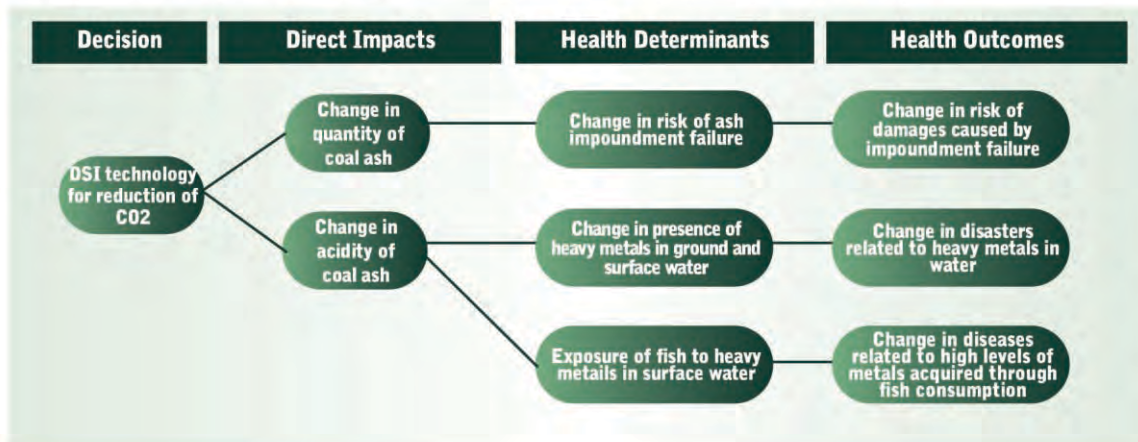 Decision
Direct Impacts
Health Determinants
Health Outcomes
DSI technology
for reduction of
CO2
Change in
quantity of
coal ash
Change in risk of ash
impoundment failure
Change in risk of
damages caused by
impoundment failure
Change in
acidity of
coal ash
Change in presence of
heavy metals in ground and
surface water
Change in disasters
related to heavy metals in
water
Exposure of fish to heavy
metails in surface water
Change in diseases
related to high levels of
metals acquired through
fish consumption